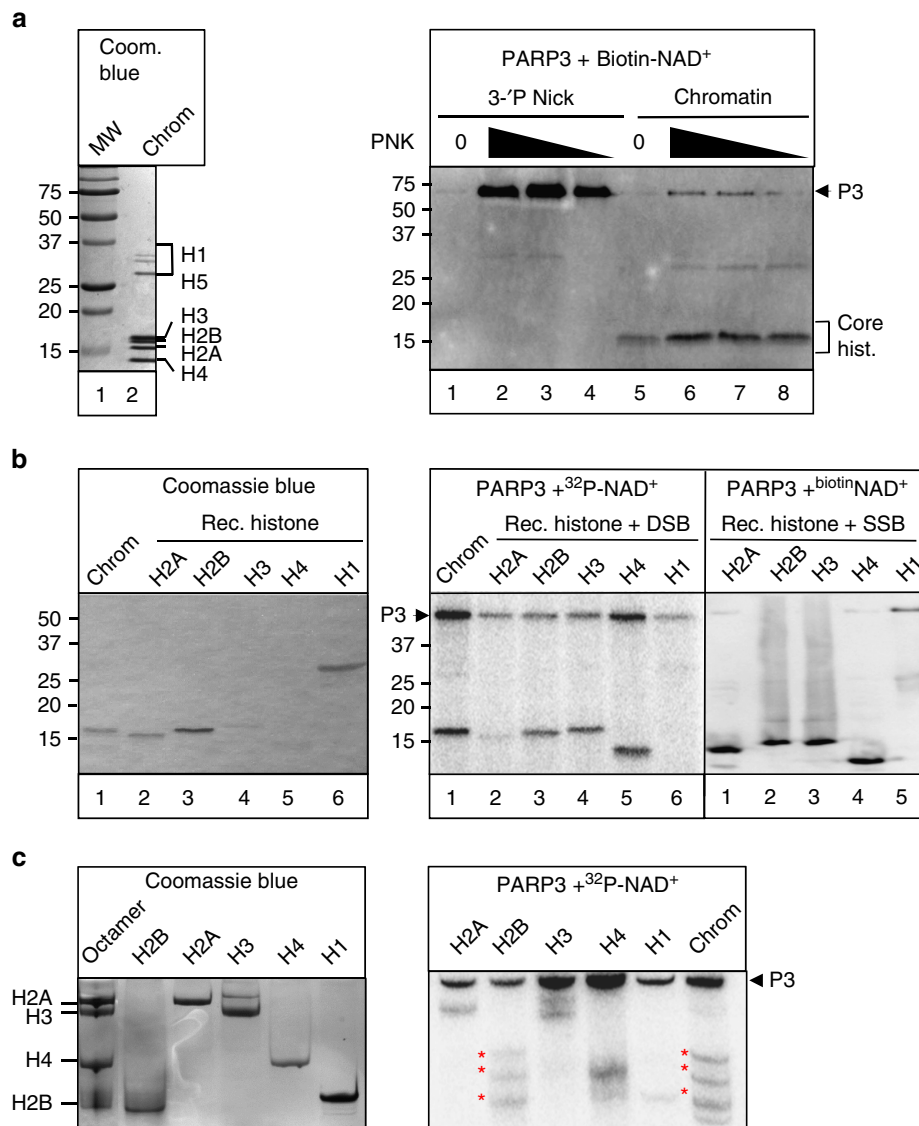 a
Coom. blue
MW Chrom
75
50
37
25
20
15
H1
H5
H3
H2B
H2A
H4
1 2
PARP3 + Biotin-NAD+
3-′P Nick Chromatin
PNK 0 0
75
50
37
25
20
15
P3
Core hist.
1 2 3 4 5 6 7 8
b
Coomassie blue
Rec. histone
Chrom H2A H2B H3 H4 H1
50
37
25
20
15
1 2 3 4 5 6
PARP3 +32P-NAD+
Rec. histone + DSB
Chrom H2A H2B H3 H4 H1
P3
37
25
20
15
1 2 3 4 5 6
PARP3 +biotinNAD+
Rec. histone + SSB
H2A H2B H3 H4 H1
1 2 3 4 5
c
Coomassie blue
Octamer H2B H2A H3 H4 H1
H2A
H3
H4
H2B
PARP3 +32P-NAD+
H2A H2B H3 H4 H1 Chrom
P3
* *
* *
* *